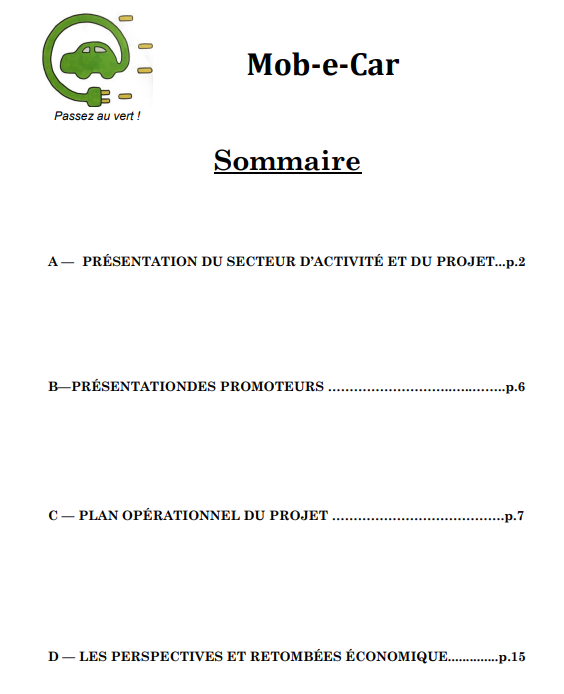 Mob-e-Car
Passez au vert !
Sommaire
A — PRÉSENTATION DU SECTEUR D'ACTIVITÉ ET DU PROJET...p.2
B—PRÉSENTATIONDES PROMOTEURS …………………………………..p.6
C — PLAN OPÉRATIONNEL DU PROJET ………………………………….p.7
D — LES PERSPECTIVES ET RETOMBÉES ÉCONOMIQUE..............p.15